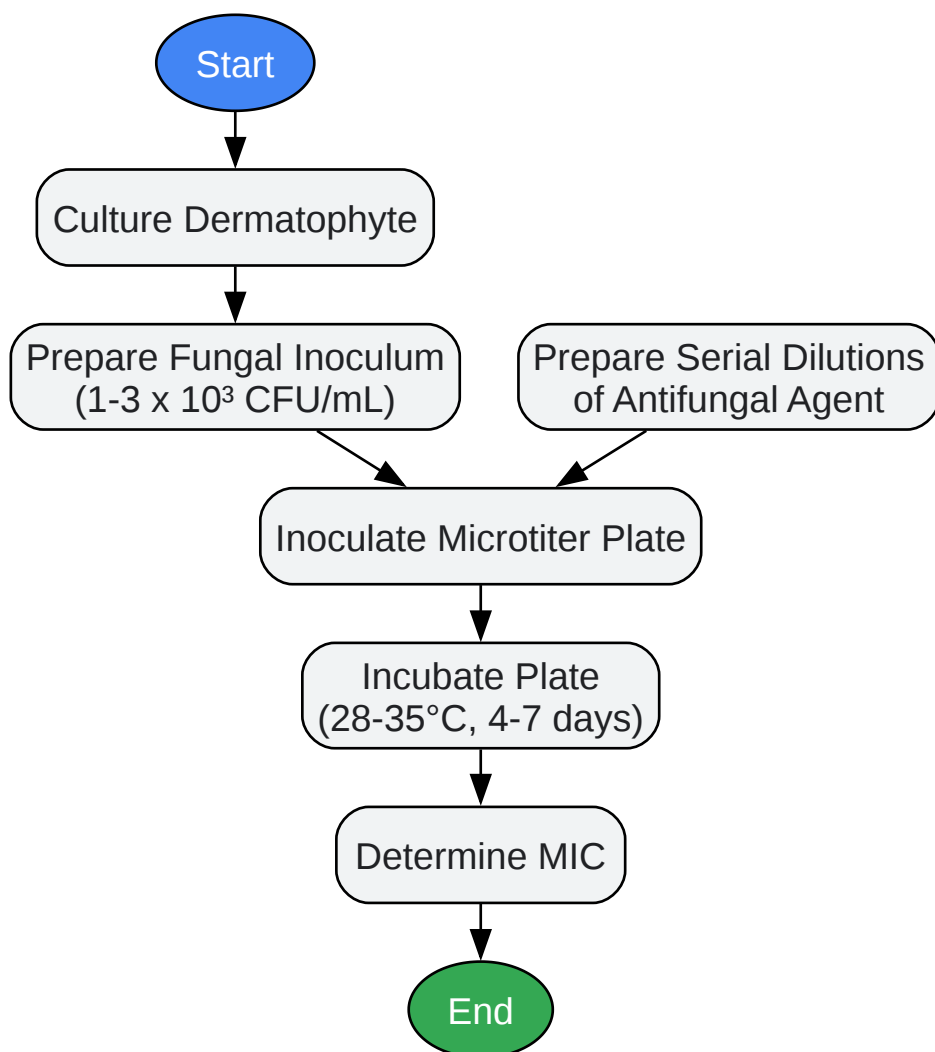 Start
Culture Dermatophyte
Prepare Fungal Inoculum
(1-3 x 10³ CFU/mL)
Prepare Serial Dilutions
of Antifungal Agent
Inoculate Microtiter Plate
Incubate Plate
(28-35°C, 4-7 days)
Determine MIC
End